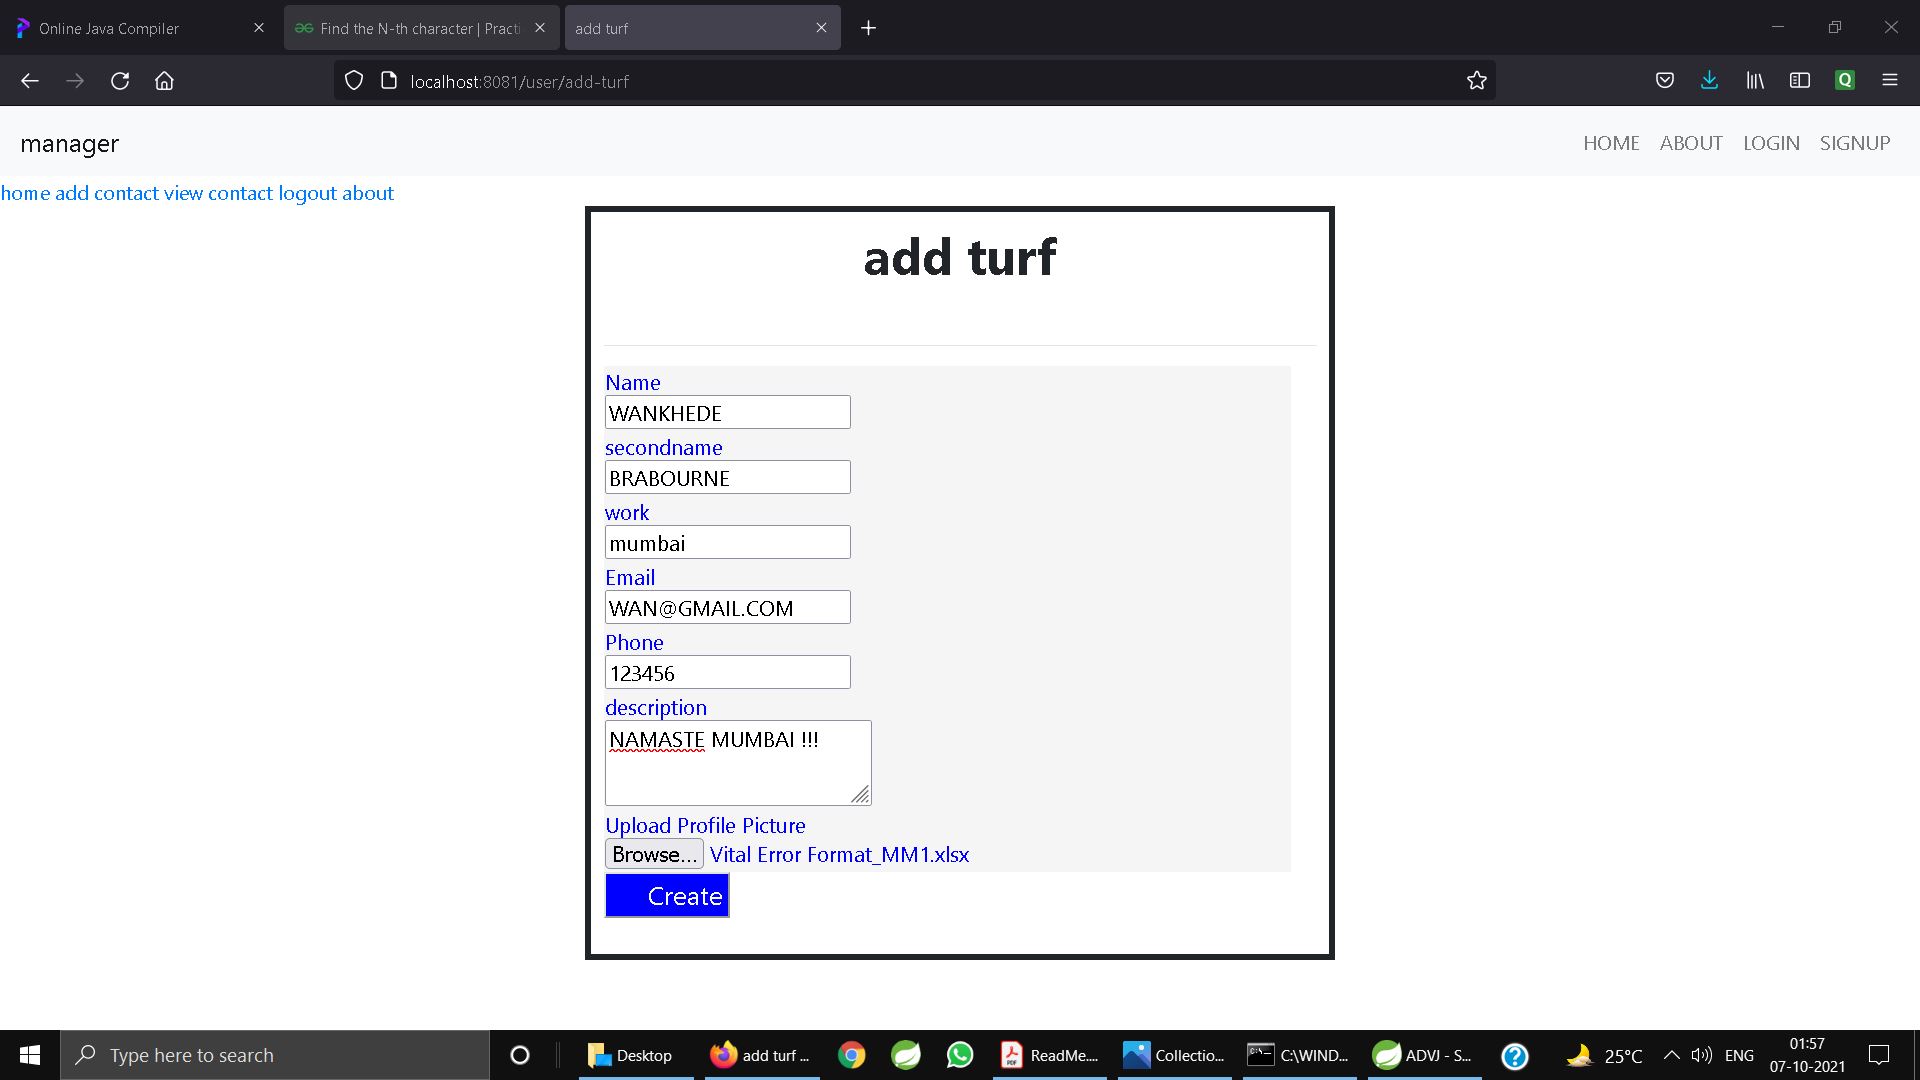 Online Java Compiler
Find the N-th character | Practi
add turf
localhost:8081/user/add-turf
manager
HOME ABOUT LOGIN SIGNUP
home add contact view contact logout about
add turf
Name
WANKHEDE
secondname
BRABOURNE
work
mumbai
Email
WAN@GMAIL.COM
Phone
123456
description
NAMASTE MUMBAI !!!
Upload Profile Picture
Browse... Vital Error Format_MM1.xlsx
Create
Type here to search
Desktop
add turf ...
ReadMe....
Collectio...
C:\WIND...
ADVJ - S...
25°C
ENG
01:57
07-10-2021